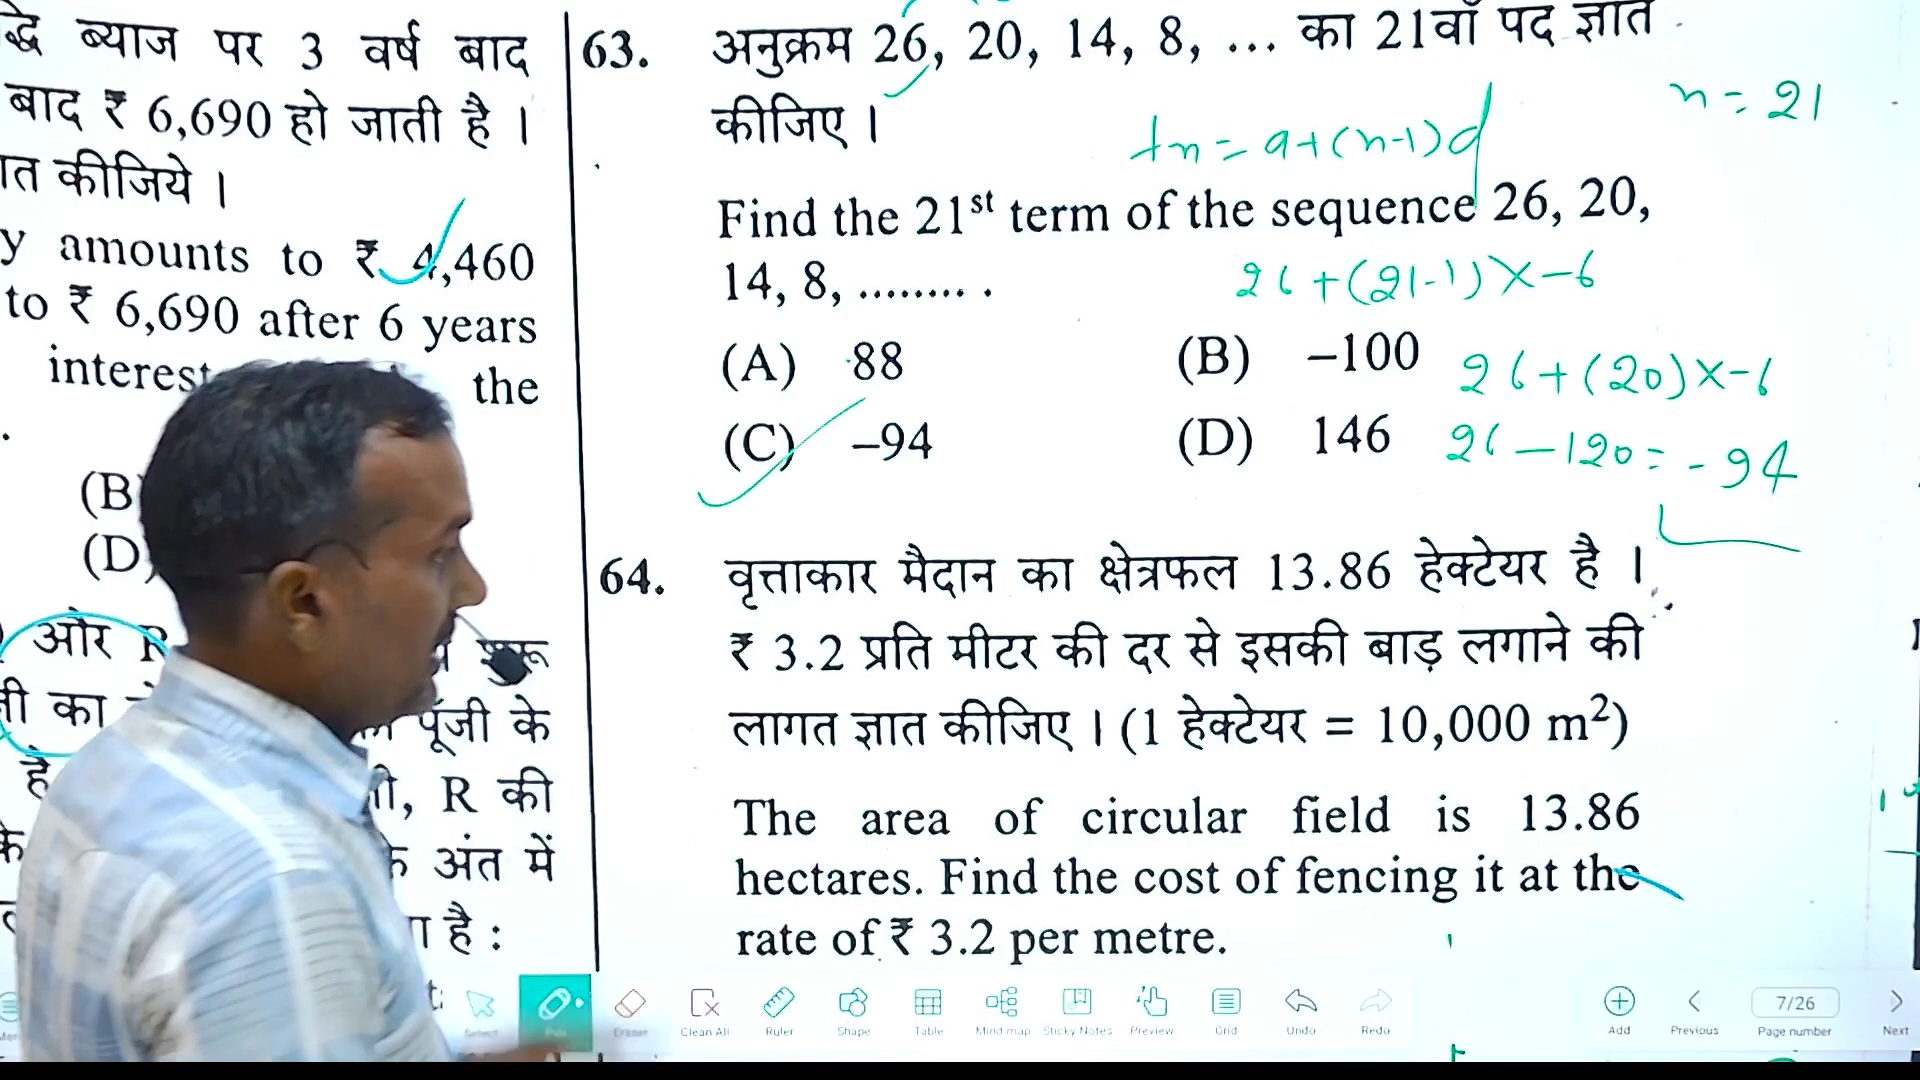 द्धि ब्याज पर 3 वर्ष बाद
बाद ₹ 6,690 हो जाती है ।
कीजिये ।
y amounts to ₹ 4,460
to ₹ 6,690 after 6 years
interest the
(B
(D)
और R शुरू
का पूंजी के
है R की
के अंत में
है :
63. अनुक्रम 26, 20, 14, 8, ... का 21वाँ पद ज्ञात
कीजिए ।
n = 21
tn = a+(n-1)d
Find the 21st term of the sequence 26, 20,
14, 8, ......... .
26+(21-1)×-6
(A) 88 (B) –100
26+(20)×-6
(C) –94 (D) 146
26-120=-94
64. वृत्ताकार मैदान का क्षेत्रफल 13.86 हेक्टेयर है ।
₹ 3.2 प्रति मीटर की दर से इसकी बाड़ लगाने की
लागत ज्ञात कीजिए । (1 हेक्टेयर = 10,000 m²)
The area of circular field is 13.86
hectares. Find the cost of fencing it at the
rate of ₹ 3.2 per metre.
Select Pen Eraser Clean All Ruler Shape Table Mind map Sticky Notes Preview Grid Undo Redo Add Previous 7/26 Page number Next